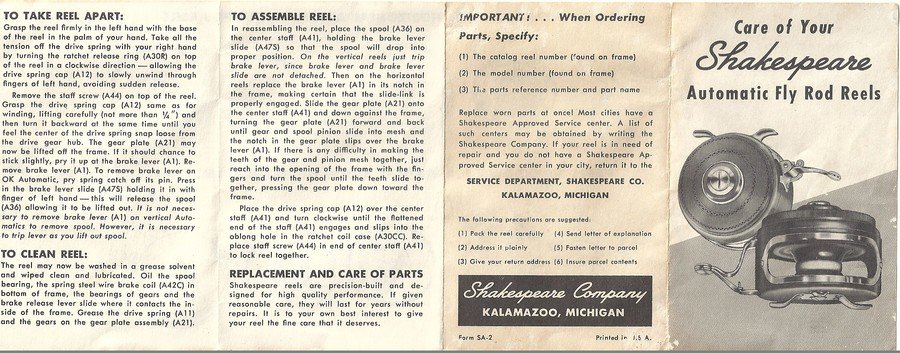 TO TAKE REEL APART:
Grasp the reel firmly in the left hand with the base
of the reel in the palm of your hand. Take all the
tension off the drive spring with your right hand
by turning the ratchet release ring (A30R) on top
of the reel in a clockwise direction — allowing the
drive spring cap (A12) to slowly unwind through
fingers of left hand, avoiding sudden release.
Remove the staff screw (A44) on top of the reel.
Grasp the drive spring cap (A12) same as for
winding, lifting carefully (not more than ¼") and
then turn it backward at the same time until you
feel the center of the drive spring snap loose from
the drive gear hub. The gear plate (A21) may
now be lifted off the frame. If it should chance to
stick slightly, pry it up at the brake lever (A1). Re-
move brake lever (A1). To remove brake lever on
OK Automatic, pry spring catch off its pin. Press
in the brake lever slide (A47S) holding it in with
finger of left hand — this will release the spool
(A36) allowing it to be lifted out. It is not neces-
sary to remove brake lever (A1) on vertical Auto-
matics to remove spool. However, it is necessary
to trip lever as you lift out spool.
TO CLEAN REEL:
The reel may now be washed in a grease solvent
and wiped clean and lubricated. Oil the spool
bearing, the spring steel wire brake coil (A42C) in
bottom of frame, the bearings of gears and the
brake release lever slide where it contacts the in-
side of the frame. Grease the drive spring (A11)
and the gears on the gear plate assembly (A21).
TO ASSEMBLE REEL:
In reassembling the reel, place the spool (A36) on
the center staff (A41), holding the brake lever
slide (A47S) so that the spool will drop into
proper position. On the vertical reels just trip
brake lever, since brake lever and brake lever
slide are not detached. Then on the horizontal
reels replace the brake lever (A1) in its notch in
the frame, making certain that the slide-link is
properly engaged. Slide the gear plate (A21) onto
the center staff (A41) and down against the frame,
turning the gear plate (A21) forward and back
until gear and spool pinion slide into mesh and
the notch in the gear plate slips over the brake
lever (A1). If there is any difficulty in making the
teeth of the gear and pinion mesh together, just
reach into the opening of the frame with the fin-
gers and turn the spool until the teeth slide to-
gether, pressing the gear plate down toward the
frame.
Place the drive spring cap (A12) over the center
staff (A41) and turn clockwise until the flattened
end of the staff (A41) engages and slips into the
oblong hole in the ratchet coil case (A30CC). Re-
place staff screw (A44) in end of center staff (A41)
to lock reel together.
REPLACEMENT AND CARE OF PARTS
Shakespeare reels are precision-built and de-
signed for high quality performance. If given
reasonable care, they will last for years without
repairs. It is to your own best interest to give
your reel the fine care that it deserves.
IMPORTANT! . . . When Ordering
Parts, Specify:
(1) The catalog reel number (found on frame)
(2) The model number (found on frame)
(3) The parts reference number and part name
Replace worn parts at once! Most cities have a
Shakespeare Approved Service center. A list of
such centers may be obtained by writing the
Shakespeare Company. If your reel is in need of
repair and you do not have a Shakespeare Ap-
proved Service center in your city, return it to the
SERVICE DEPARTMENT, SHAKESPEARE CO.
KALAMAZOO, MICHIGAN
The following precautions are suggested:
(1) Pack the reel carefully (4) Send letter of explanation
(2) Address it plainly (5) Fasten letter to parcel
(3) Give your return address (6) Insure parcel contents
Shakespeare Company
KALAMAZOO, MICHIGAN
Form SA-2 Printed in U.S.A.
Care of Your
Shakespeare
Automatic Fly Rod Reels